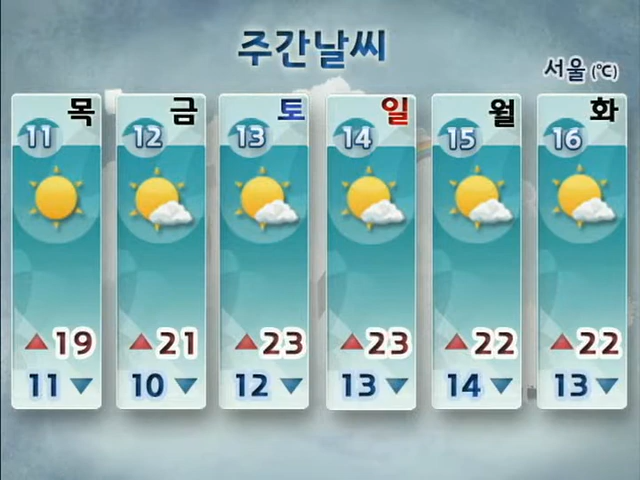 주간날씨
서울(℃)
목 금 토 일 월 화
11 12 13 14 15 16
▲19 ▲21 ▲23 ▲23 ▲22 ▲22
11▼ 10▼ 12▼ 13▼ 14▼ 13▼